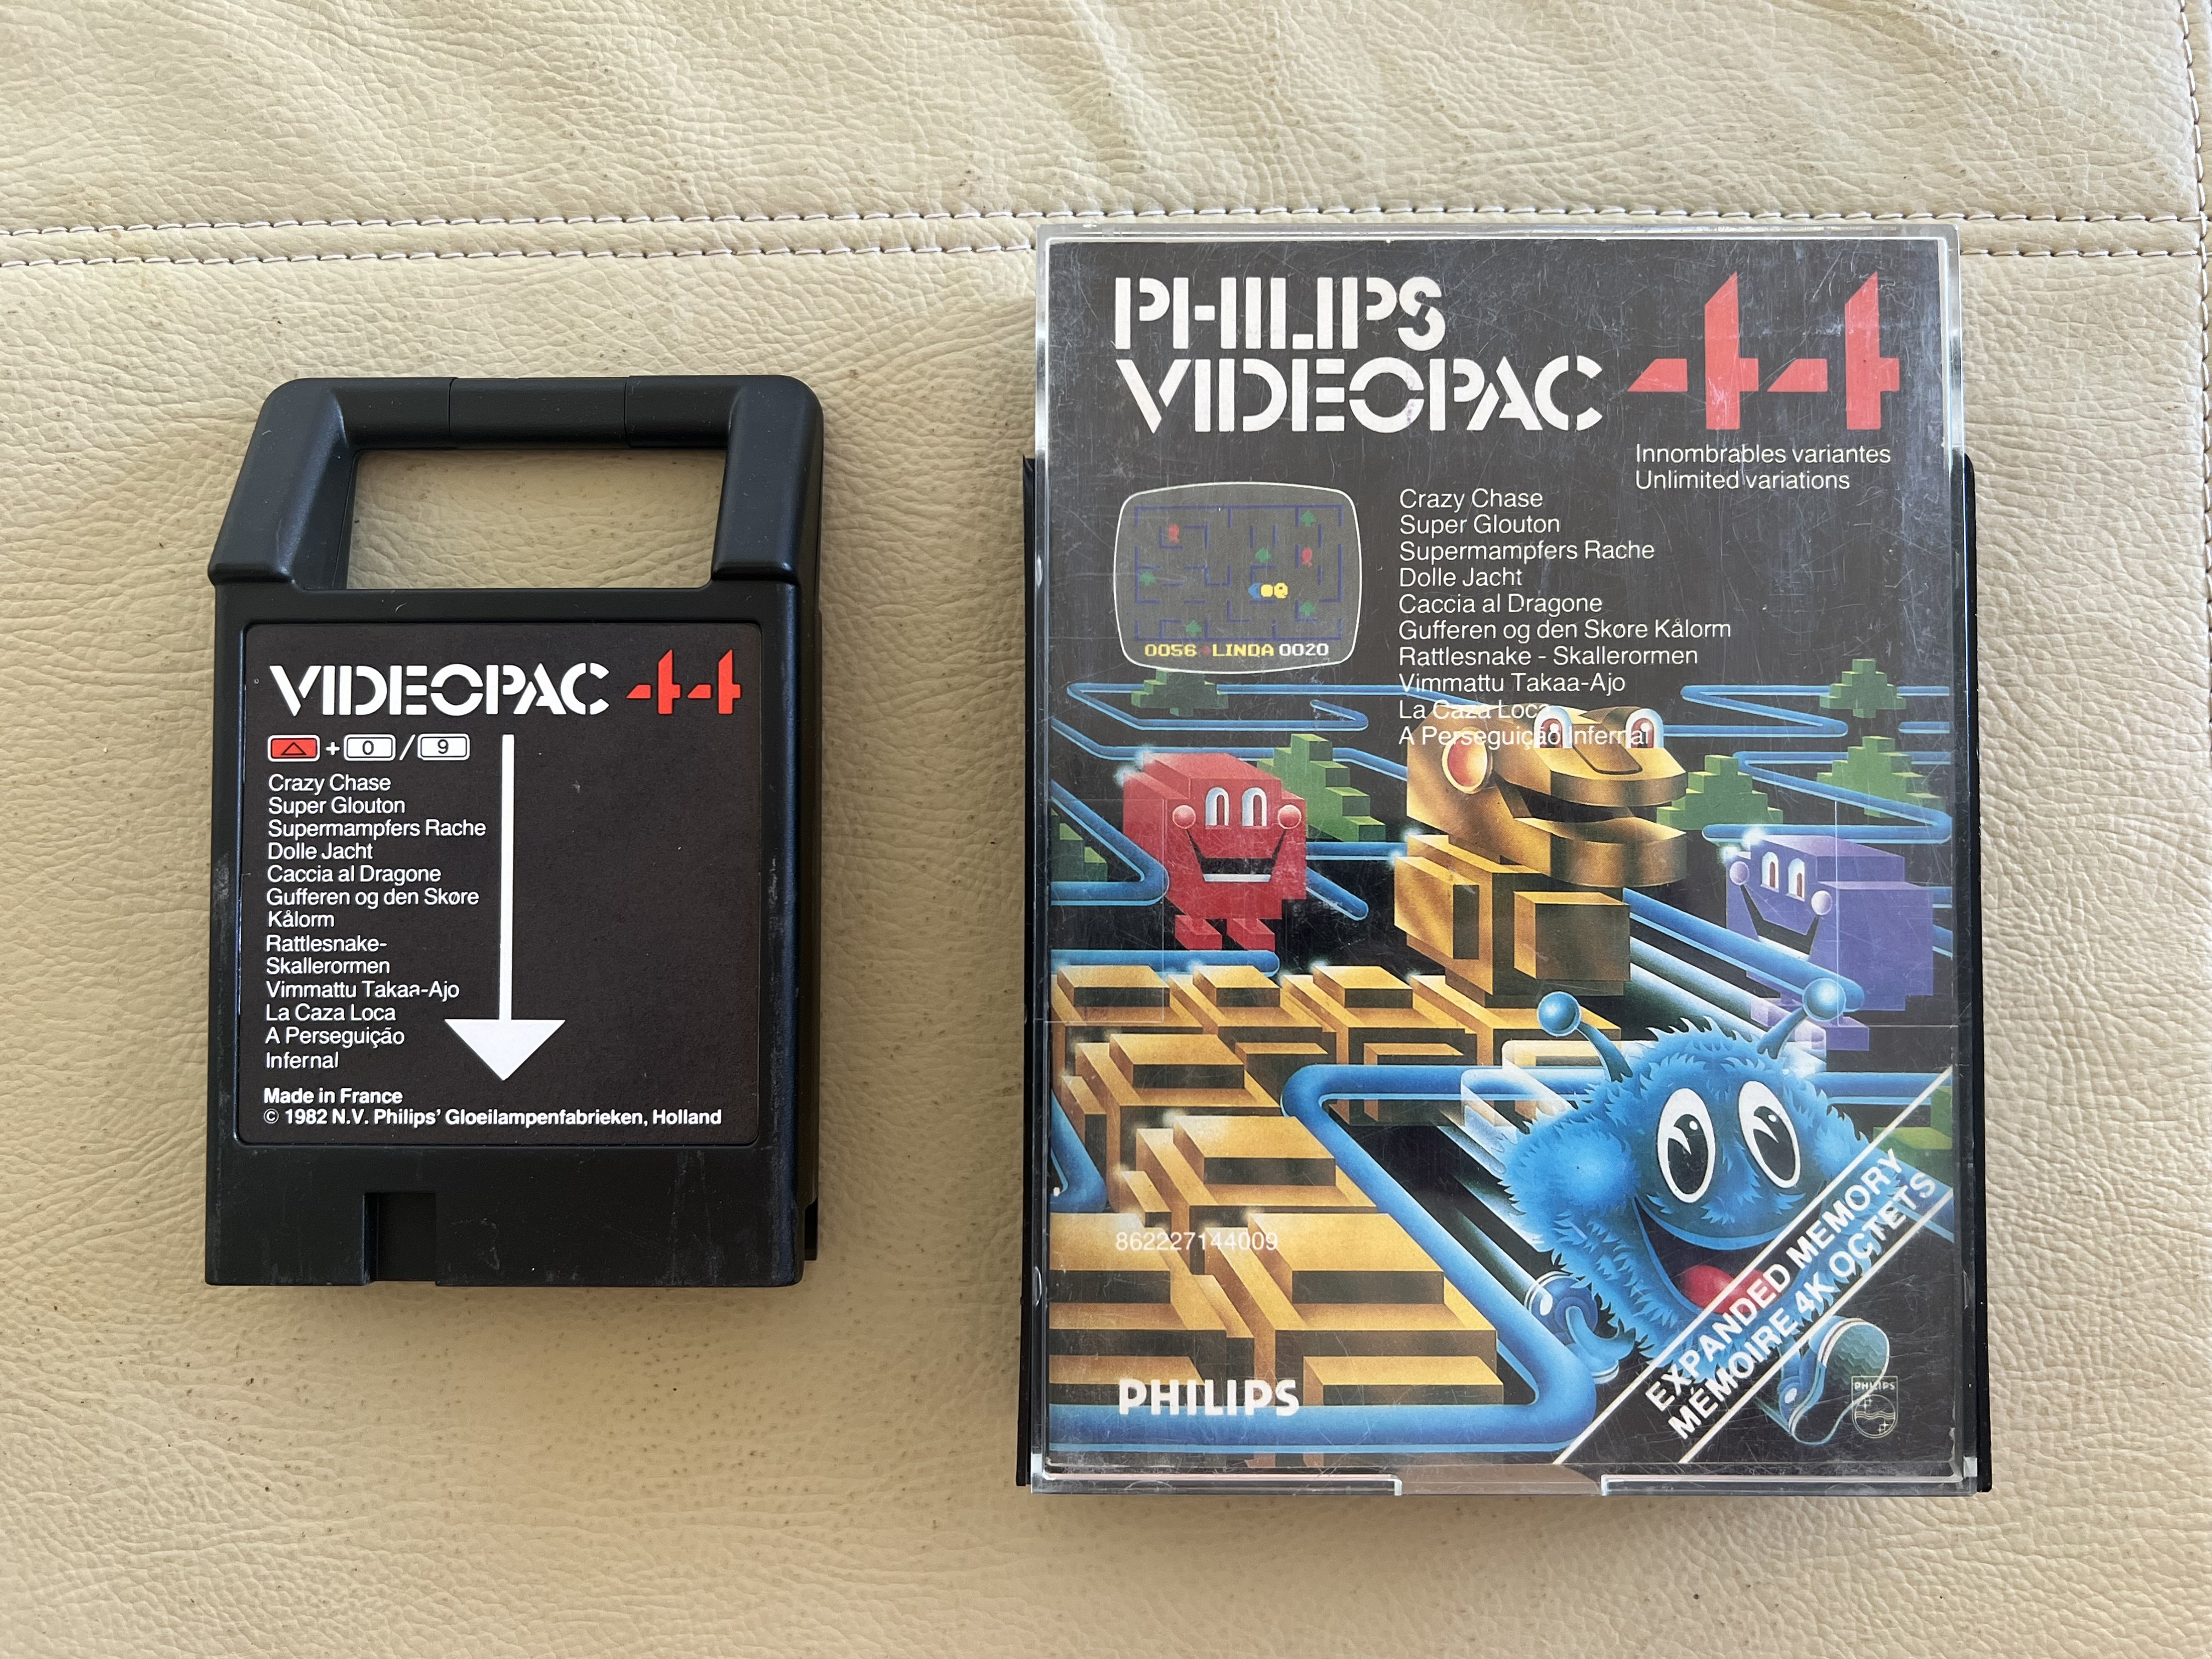 VIDEOPAC 44
+ 0 / 9
Crazy Chase
Super Glouton
Supermampfers Rache
Dolle Jacht
Caccia al Dragone
Gufferen og den Skøre
Kålorm
Rattlesnake-
Skallerormen
Vimmattu Takaa-Ajo
La Caza Loca
A Perseguição
Infernal
Made in France
© 1982 N.V. Philips' Gloeilampenfabrieken, Holland
PHILIPS
VIDEOPAC 44
Innombrables variantes
Unlimited variations
Crazy Chase
Super Glouton
Supermampfers Rache
Dolle Jacht
Caccia al Dragone
Gufferen og den Skøre Kålorm
Rattlesnake - Skallerormen
Vimmattu Takaa-Ajo
La Caza Loca
A Perseguição Infernal
0056 LINDA 0020
862227144009
EXPANDED MEMORY
MÉMOIRE 4K OCTETS
PHILIPS
PHILIPS